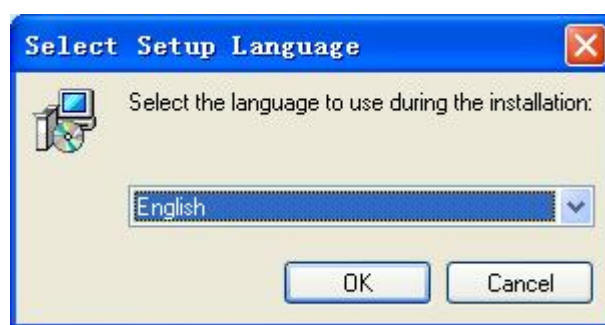 Select Setup Language
Select the language to use during the installation:
English
OK
Cancel